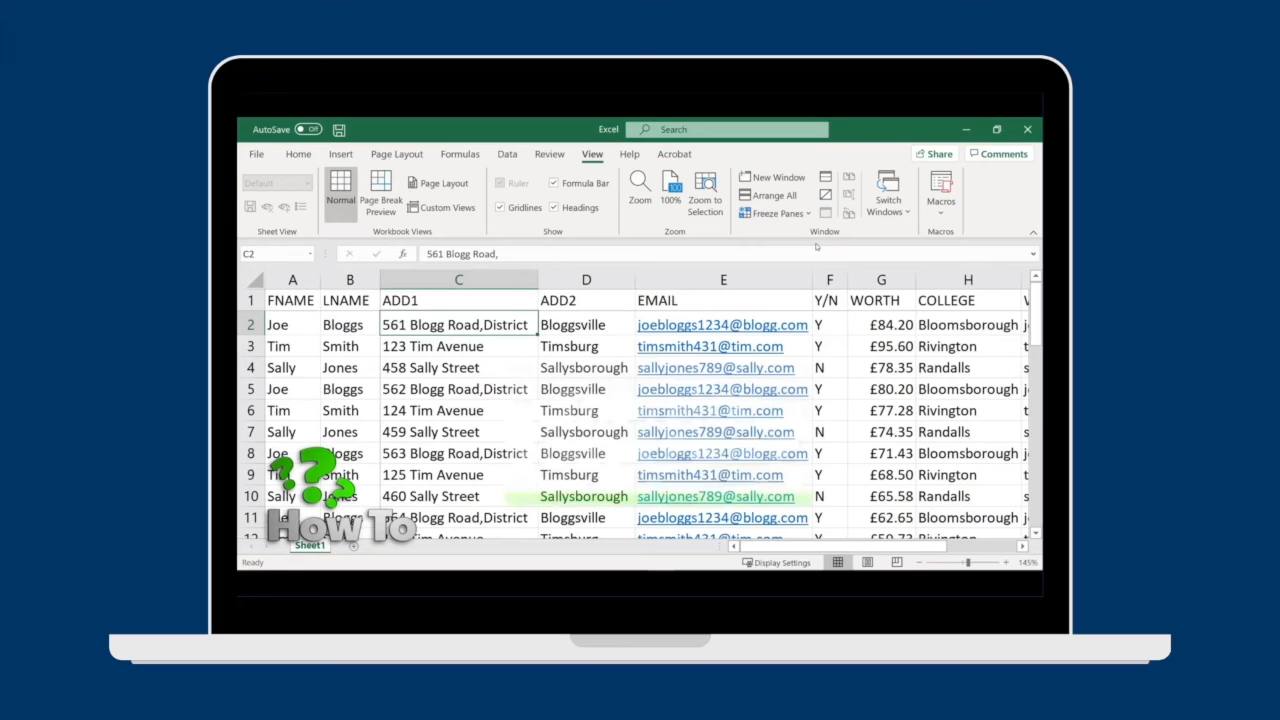 AutoSave Off Excel Search
File Home Insert Page Layout Formulas Data Review View Help Acrobat Share Comments
Default Normal Page Break Preview Page Layout Custom Views Ruler Formula Bar Gridlines Headings Zoom 100 100% Zoom to Selection New Window Arrange All Freeze Panes Switch Windows Macros
Sheet View Workbook Views Show Zoom Window Macros
C2 fx 561 Blogg Road,
A B C D E F G H
1 FNAME LNAME ADD1 ADD2 EMAIL Y/N WORTH COLLEGE
2 Joe Bloggs 561 Blogg Road,District Bloggsville joebloggs1234@blogg.com Y £84.20 Bloomsborough
3 Tim Smith 123 Tim Avenue Timsburg timsmith431@tim.com Y £95.60 Rivington
4 Sally Jones 458 Sally Street Sallysborough sallyjones789@sally.com N £78.35 Randalls
5 Joe Bloggs 562 Blogg Road,District Bloggsville joebloggs1234@blogg.com Y £80.20 Bloomsborough
6 Tim Smith 124 Tim Avenue Timsburg timsmith431@tim.com Y £77.28 Rivington
7 Sally Jones 459 Sally Street Sallysborough sallyjones789@sally.com N £74.35 Randalls
8 Joe Bloggs 563 Blogg Road,District Bloggsville joebloggs1234@blogg.com Y £71.43 Bloomsborough
9 Smith 125 Tim Avenue Timsburg timsmith431@tim.com Y £68.50 Rivington
10 Sally Jones 460 Sally Street Sallysborough sallyjones789@sally.com N £65.58 Randalls
11 Blogg Road,District Bloggsville joebloggs1234@blogg.com Y £62.65 Bloomsborough
??? How To
Sheet1
Ready Display Settings 145%